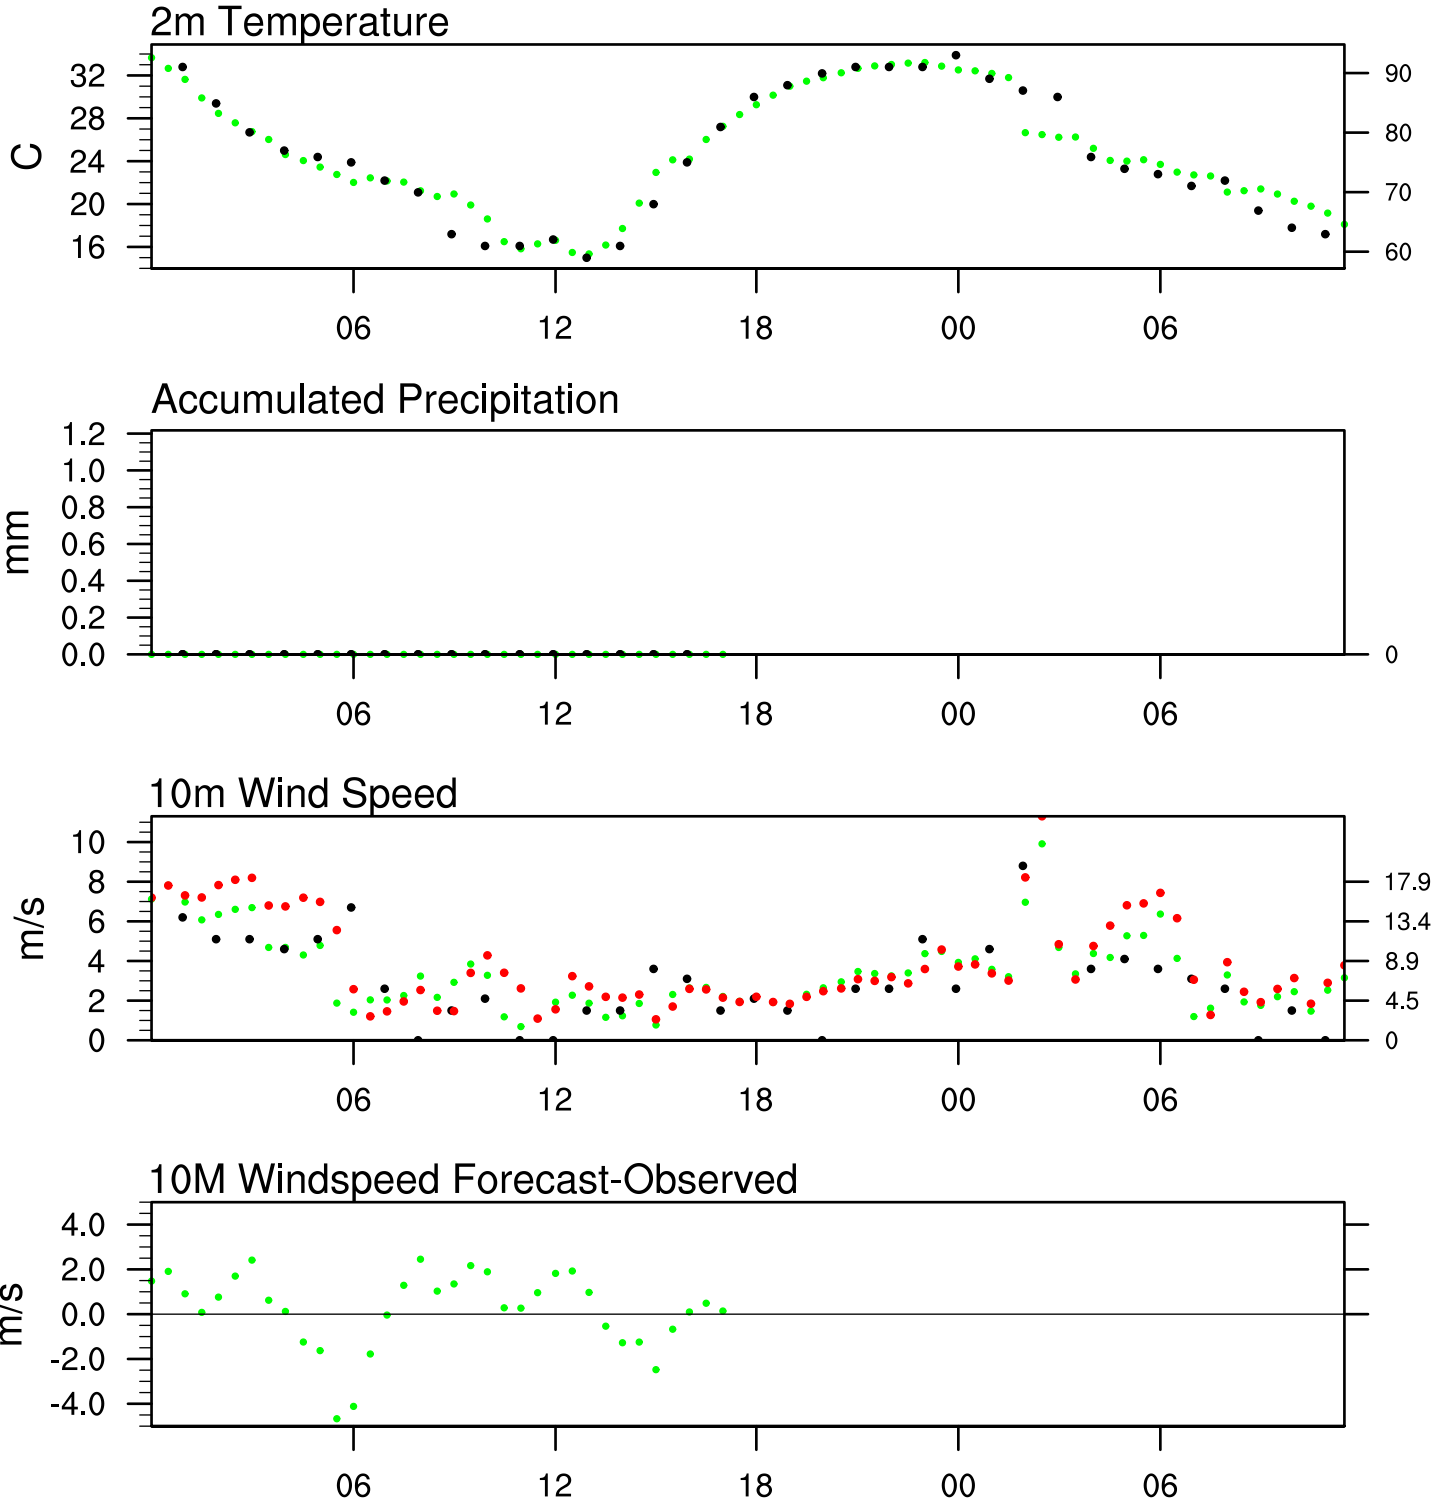 2m Temperature
32
28
24
20
16
C
90
80
70
60
06 12 18 00 06
Accumulated Precipitation
1.2
1.0
0.8
0.6
0.4
0.2
0.0
mm
0
06 12 18 00 06
10m Wind Speed
10
8
6
4
2
0
m/s
17.9
13.4
8.9
4.5
0
06 12 18 00 06
10M Windspeed Forecast-Observed
4.0
2.0
0.0
-2.0
-4.0
m/s
06 12 18 00 06